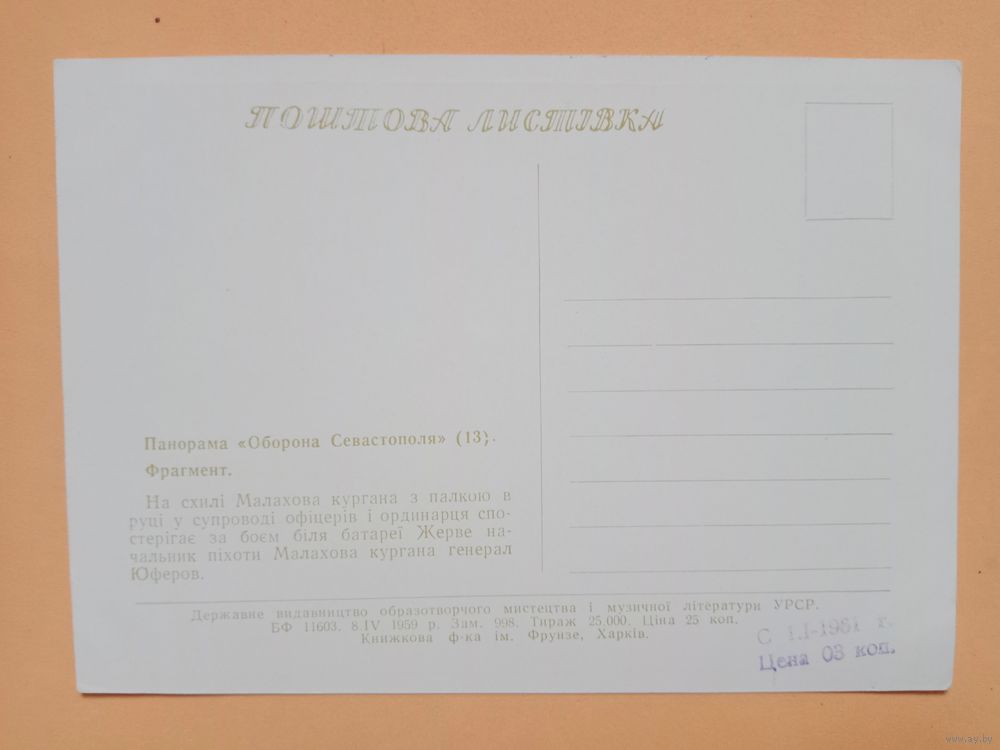 ПОШТОВА ЛИСТІВКА
Панорама «Оборона Севастополя» (13).
Фрагмент.
На схилі Малахова кургана з палкою в
руці у супроводі офіцерів і ординарця спо-
стерігає за боєм біля батареї Жерве на-
чальник піхоти Малахова кургана генерал
Юферов.
Державне видавництво образотворчого мистецтва і музичної літератури УРСР.
БФ 11603. 8.IV 1959 р. Зам. 998. Тираж 25.000. Ціна 25 коп.
Книжкова ф-ка ім. Фрунзе, Харків.
С 1.I-1961 г.
Цена 03 коп.
www.ay.by